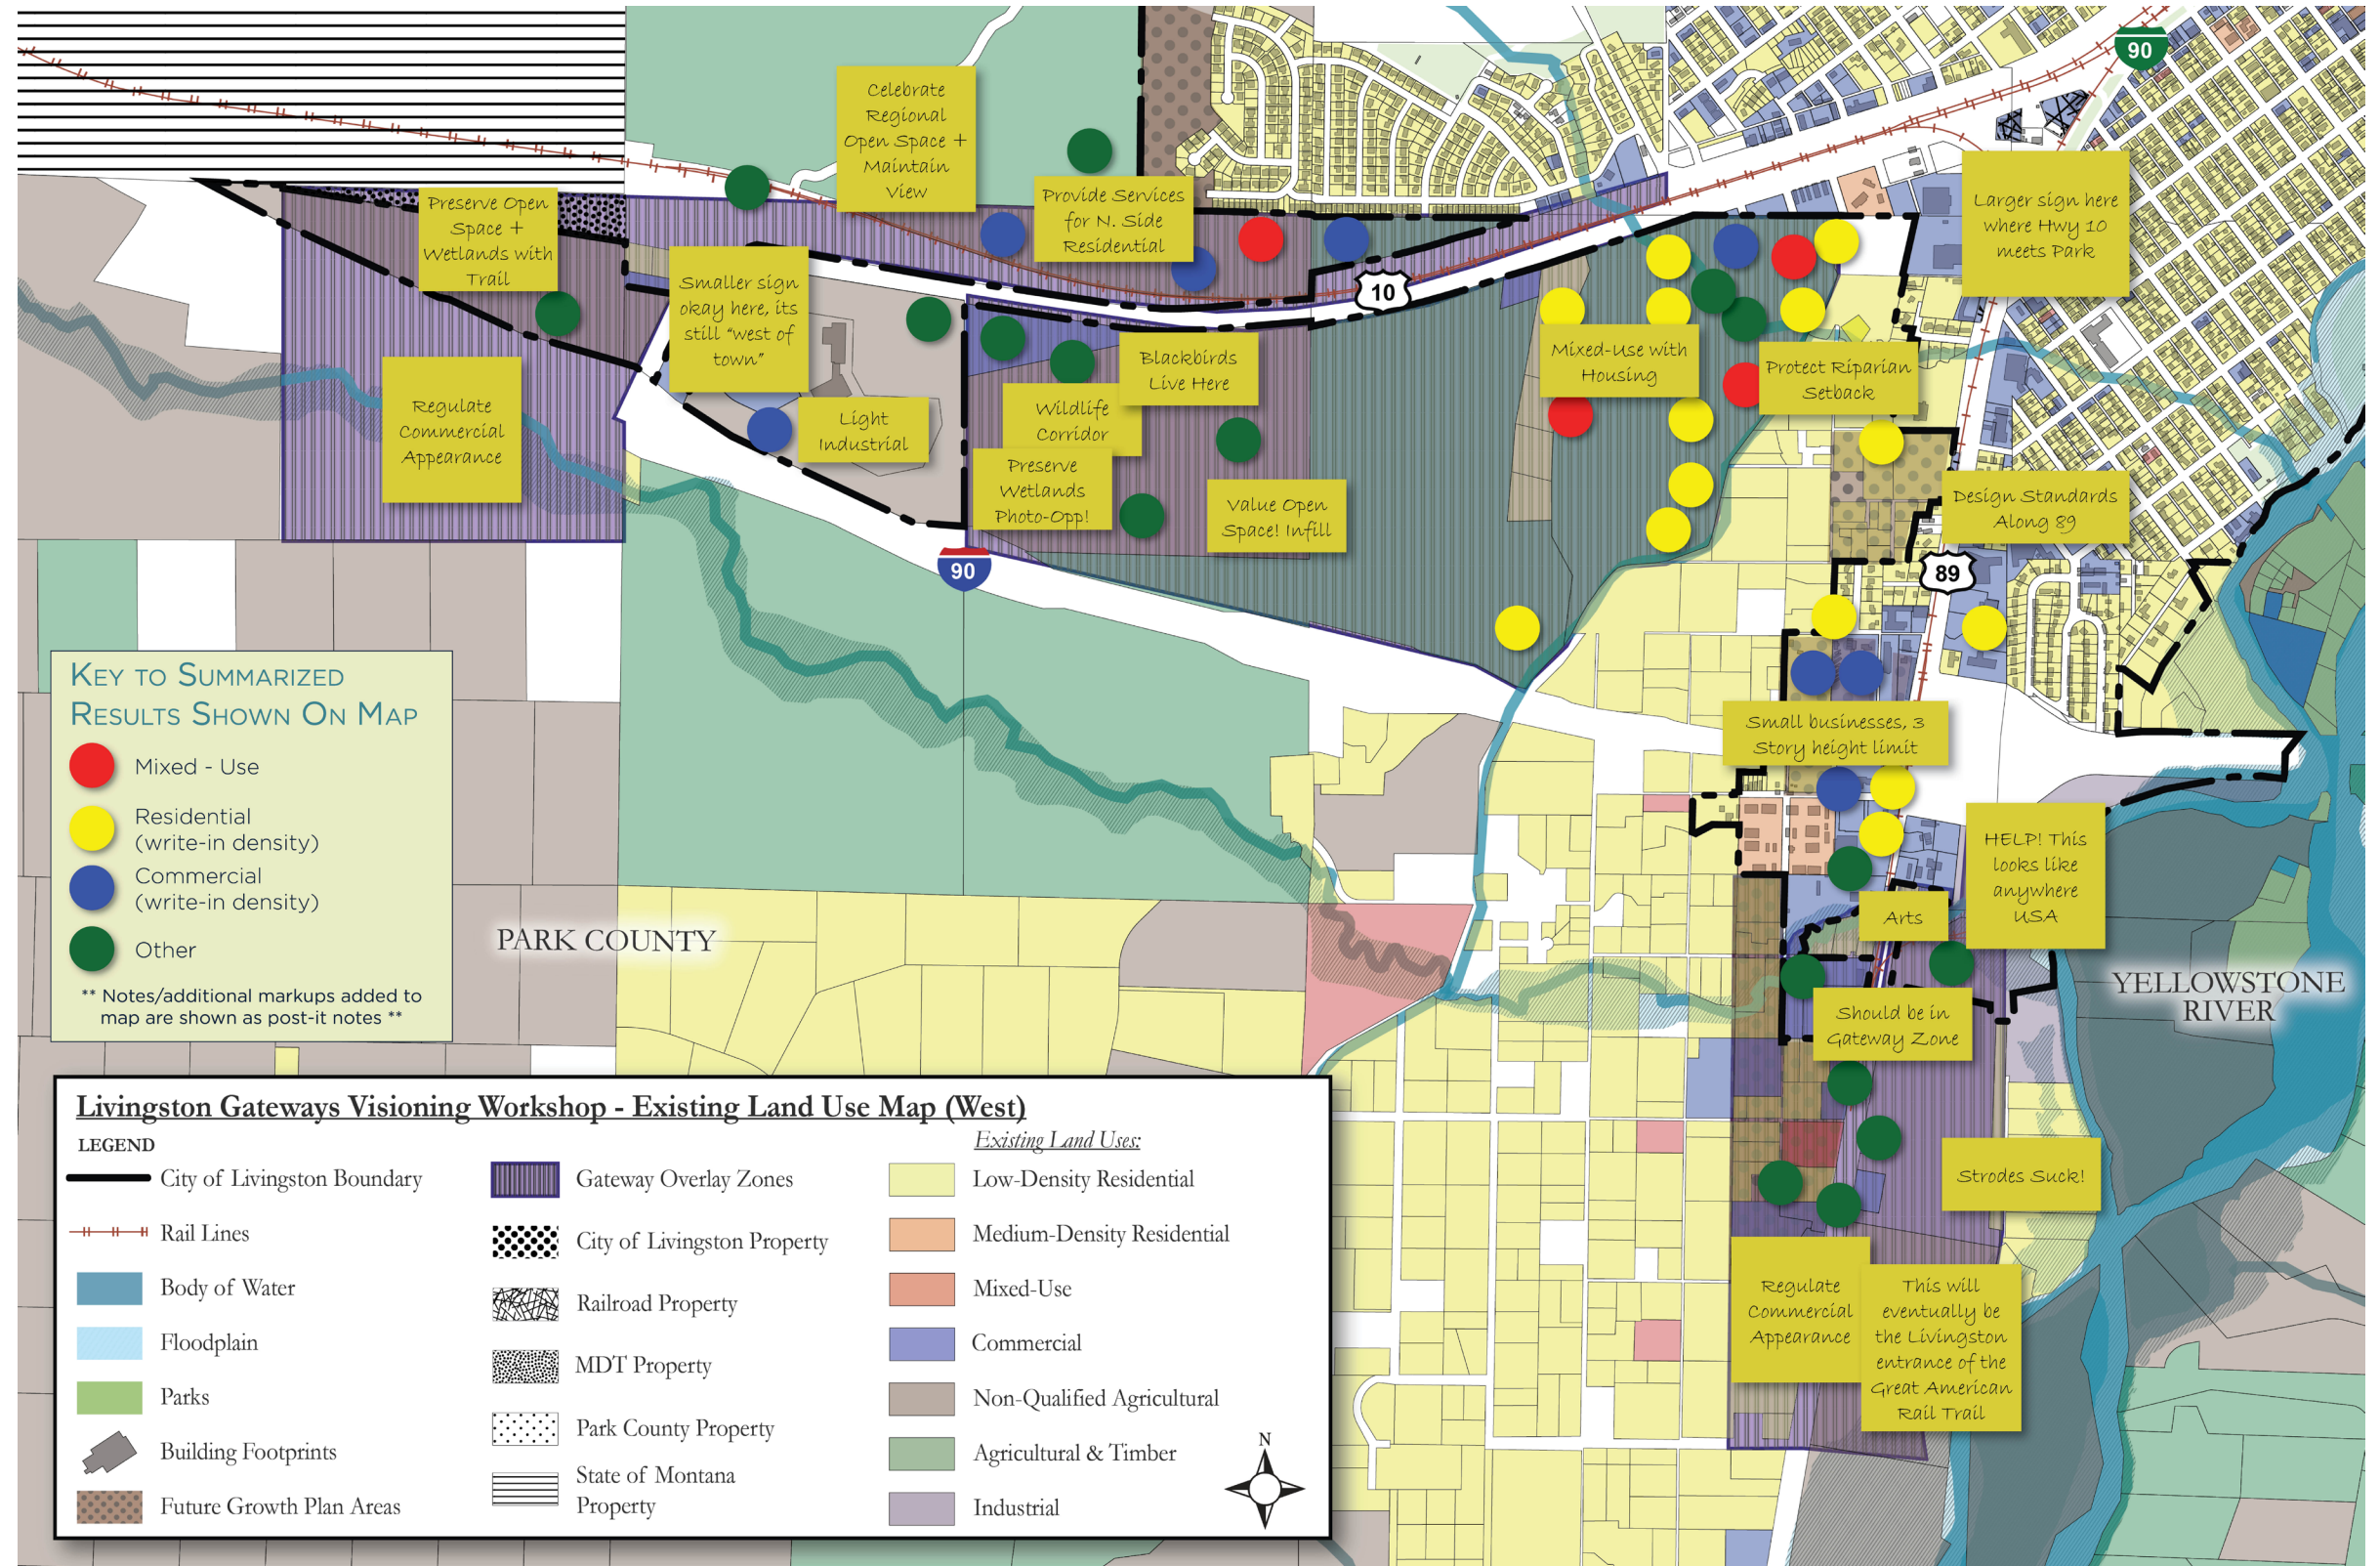 90
Celebrate
Regional
Open Space +
Maintain
View
Preserve Open
Space +
Wetlands with
Trail
Provide Services
for N. Side
Residential
Larger sign here
where Hwy 10
meets Park
Smaller sign
okay here, its
still "west of
town"
10
Blackbirds
Live Here
Mixed-Use with
Housing
Protect Riparian
Setback
Regulate
Commercial
Appearance
Light
Industrial
Wildlife
Corridor
Preserve
Wetlands
Photo-Opp!
Value Open
Space! Infill
Design Standards
Along 89
90
89
Small businesses, 3
Story height limit
HELP! This
looks like
anywhere
USA
Arts
Should be in
Gateway Zone
Strodes Suck!
Regulate
Commercial
Appearance
This will
eventually be
the Livingston
entrance of the
Great American
Rail Trail
PARK COUNTY
YELLOWSTONE
RIVER
KEY TO SUMMARIZED
RESULTS SHOWN ON MAP
Mixed - Use
Residential
(write-in density)
Commercial
(write-in density)
Other
** Notes/additional markups added to
map are shown as post-it notes **
Livingston Gateways Visioning Workshop - Existing Land Use Map (West)
LEGEND
City of Livingston Boundary
Rail Lines
Body of Water
Floodplain
Parks
Building Footprints
Future Growth Plan Areas
Gateway Overlay Zones
City of Livingston Property
Railroad Property
MDT Property
Park County Property
State of Montana
Property
Existing Land Uses:
Low-Density Residential
Medium-Density Residential
Mixed-Use
Commercial
Non-Qualified Agricultural
Agricultural & Timber
Industrial
N